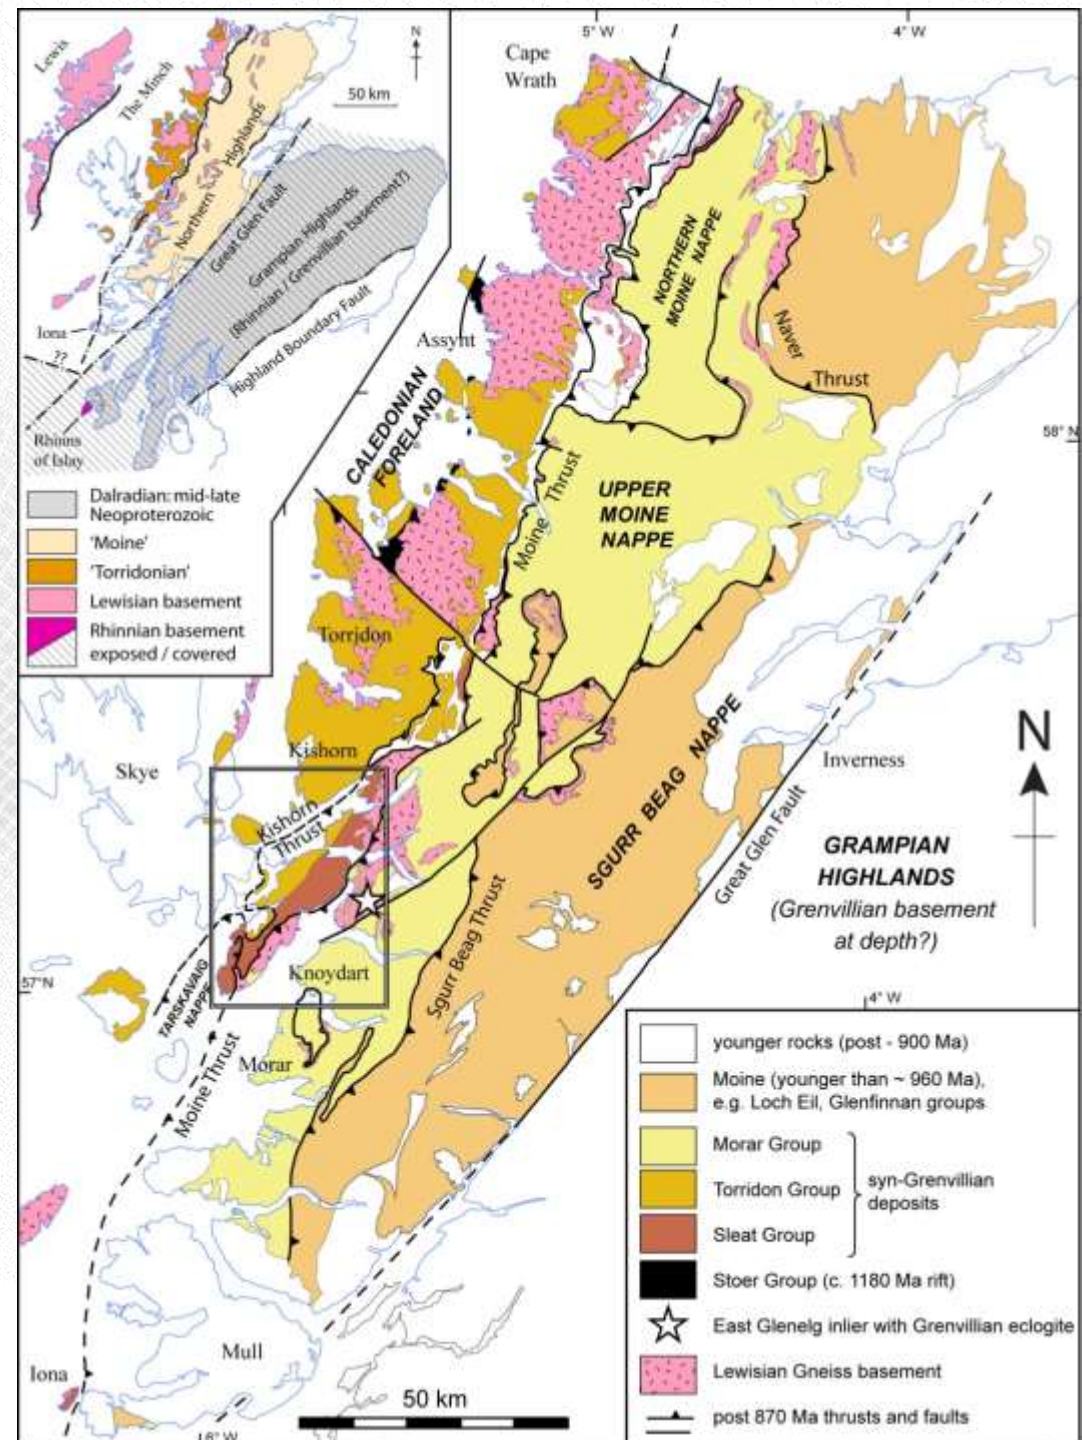 Lewis
The Minch
N
50 km
Northern Highlands
Great Glen Fault
Grampian Highlands
(Rhinnian / Grenvillian basement?)
Highland Boundary Fault
Iona
??
Rhinns
of Islay
Dalradian: mid-late
Neoproterozoic
'Moine'
'Torridonian'
Lewisian basement
Rhinnian basement
exposed / covered
5° W
4° W
Cape
Wrath
NORTHERN
MOINE NAPPE
Naver
Thrust
Assynt
CALEDONIAN
FORELAND
58° N
Moine Thrust
UPPER
MOINE
NAPPE
Torridon
Kishorn
Skye
Kishorn
Thrust
SGURR BEAG NAPPE
Inverness
Great Glen Fault
GRAMPIAN
HIGHLANDS
(Grenvillian basement
at depth?)
Sgurr Beag Thrust
Knoydart
57°N
TARSKAVAIG
NAPPE
4° W
Moine Thrust
Morar
Mull
Iona
50 km
6° W
N
younger rocks (post - 900 Ma)
Moine (younger than ~ 960 Ma),
e.g. Loch Eil, Glenfinnan groups
Morar Group
Torridon Group
Sleat Group
syn-Grenvillian
deposits
Stoer Group (c. 1180 Ma rift)
East Glenelg inlier with Grenvillian eclogite
Lewisian Gneiss basement
post 870 Ma thrusts and faults